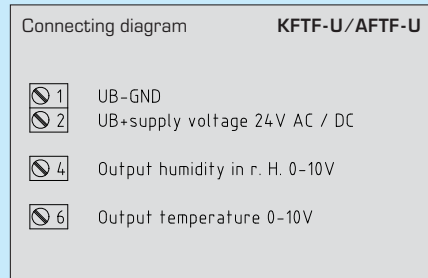 Connecting diagram KFTF-U/AFTF-U
1 UB-GND
2 UB+supply voltage 24V AC / DC
4 Output humidity in r. H. 0-10V
6 Output temperature 0-10V